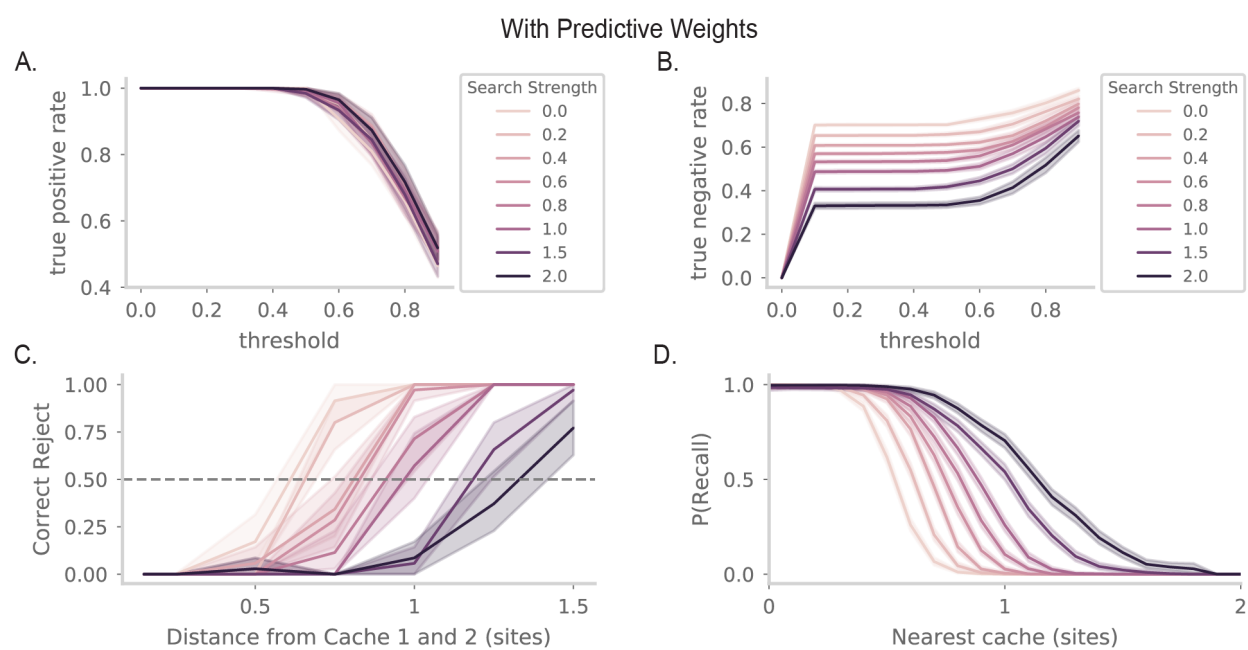 With Predictive Weights
A.
true positive rate
1.0
0.8
0.6
0.4
0.0 0.2 0.4 0.6 0.8
threshold
Search Strength
0.0
0.2
0.4
0.6
0.8
1.0
1.5
2.0
B.
true negative rate
0.8
0.6
0.4
0.2
0.0
0.0 0.2 0.4 0.6 0.8
threshold
Search Strength
0.0
0.2
0.4
0.6
0.8
1.0
1.5
2.0
C.
Correct Reject
1.00
0.75
0.50
0.25
0.00
0.5 1 1.5
Distance from Cache 1 and 2 (sites)
D.
P(Recall)
1.0
0.5
0.0
0 1 2
Nearest cache (sites)